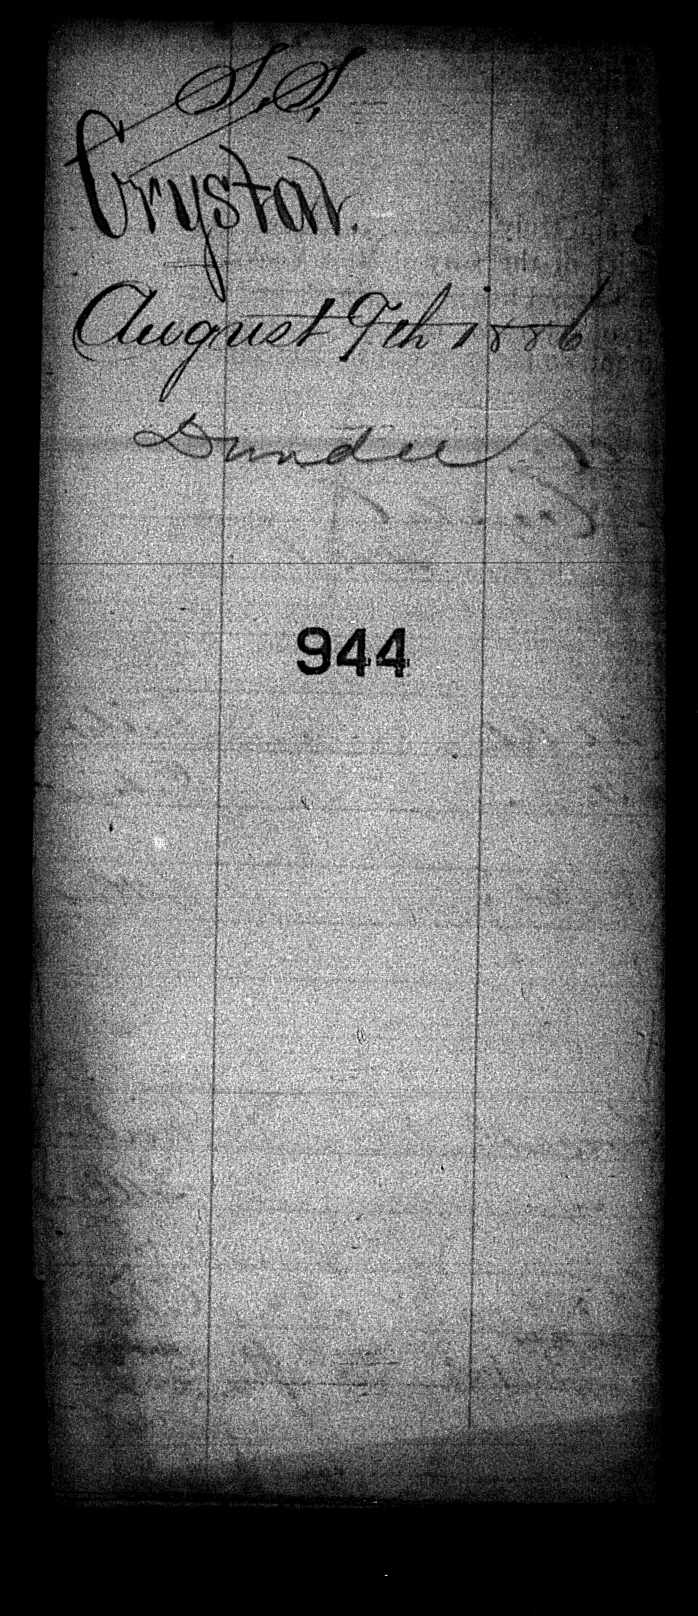 S.S.
Crystal.
August 9th 1886
Dundee
944